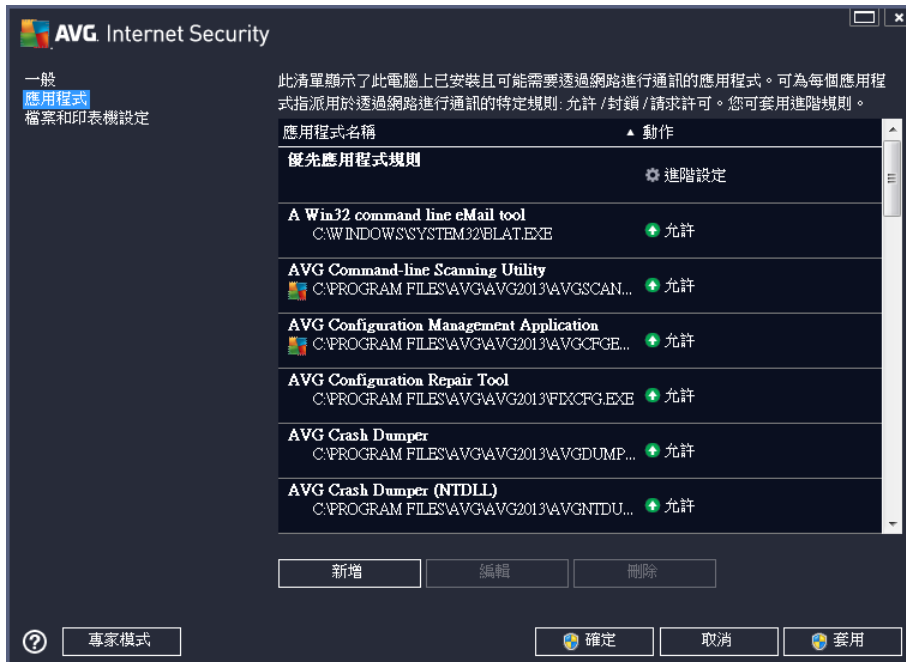 AVG. Internet Security
一般
應用程式
檔案和印表機設定
此清單顯示了此電腦上已安裝且可能需要透過網路進行通訊的應用程式。可為每個應用程
式指派用於透過網路進行通訊的特定規則: 允許 / 封鎖 / 請求許可。您可套用進階規則。
應用程式名稱 ▲ 動作
優先應用程式規則
進階設定
A Win32 command line eMail tool
C:\WINDOWS\SYSTEM32\BLAT.EXE 允許
AVG Command-line Scanning Utility
C:\PROGRAM FILES\AVG\AVG2013\AVGSCAN... 允許
AVG Configuration Management Application
C:\PROGRAM FILES\AVG\AVG2013\AVGCFGE... 允許
AVG Configuration Repair Tool
C:\PROGRAM FILES\AVG\AVG2013\FIXCFG.EXE 允許
AVG Crash Dumper
C:\PROGRAM FILES\AVG\AVG2013\AVGDUMP... 允許
AVG Crash Dumper (NTDLL)
C:\PROGRAM FILES\AVG\AVG2013\AVGNTDU... 允許
新增 編輯 刪除
專家模式 確定 取消 套用